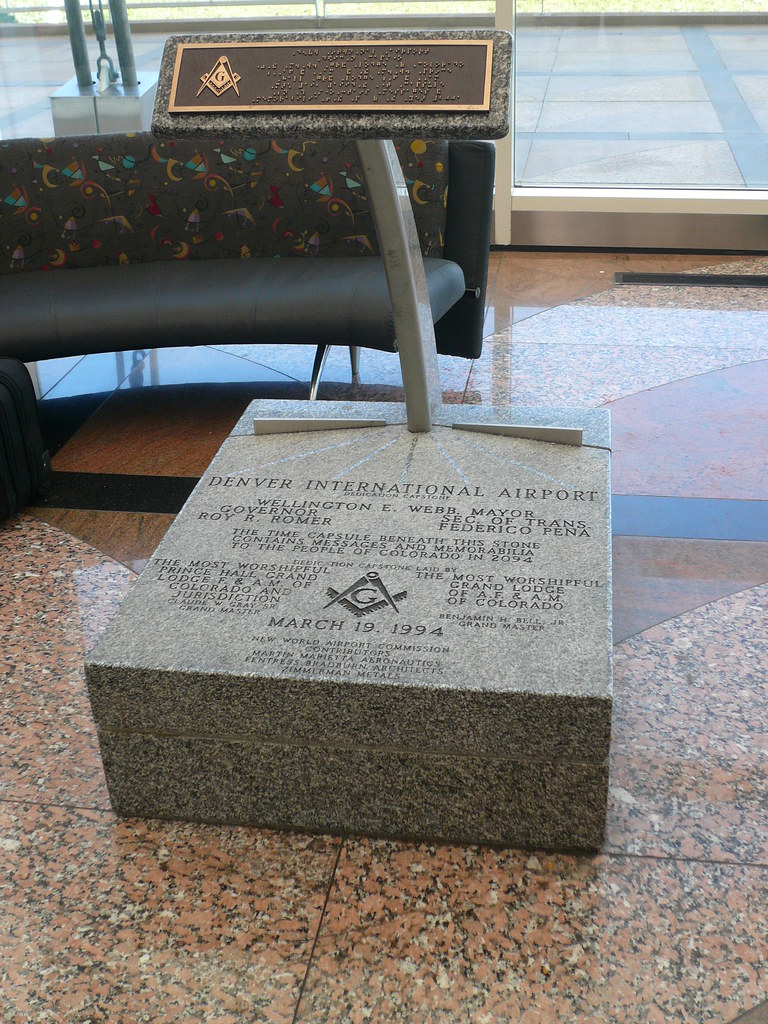 G
DENVER INTERNATIONAL AIRPORT
DEDICATION CAPSTONE
WELLINGTON E. WEBB, MAYOR
GOVERNOR
ROY R. ROMER
SEC. OF TRANS.
FEDERICO PEÑA
THE TIME CAPSULE BENEATH THIS STONE
CONTAINS MESSAGES AND MEMORABILIA
TO THE PEOPLE OF COLORADO IN 2094
DEDICATION CAPSTONE LAID BY
THE MOST WORSHIPFUL
PRINCE HALL GRAND
LODGE F. & A.M. OF
COLORADO AND
JURISDICTION
CLAUDE W. GRAY, SR.
GRAND MASTER
THE MOST WORSHIPFUL
GRAND LODGE
OF A.F. & A.M.
OF COLORADO
BENJAMIN H. BELL, JR.
GRAND MASTER
G
MARCH 19, 1994
NEW WORLD AIRPORT COMMISSION
CONTRIBUTORS
MARTIN MARIETTA AERONAUTICS
FENTRESS BRADBURN ARCHITECTS
ZIMMERMAN METALS